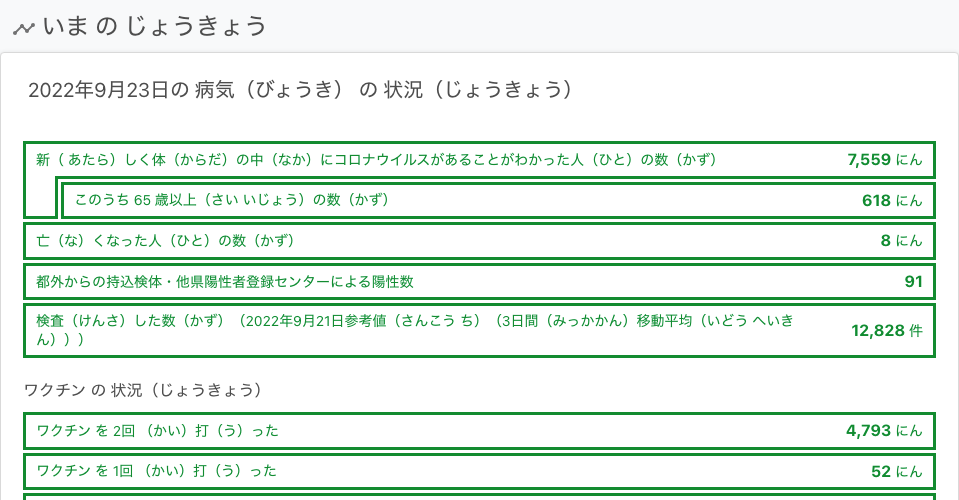 いま の じょうきょう
2022年9月23日の 病気（びょうき） の 状況（じょうきょう）
新（ あたら）しく体（からだ）の中（なか）にコロナウイルスがあることがわかった人（ひと）の数（かず） 7,559 にん
このうち 65 歳以上（さい いじょう）の数（かず） 618 にん
亡（な）くなった人（ひと）の数（かず） 8 にん
都外からの持込検体・他県陽性者登録センターによる陽性数 91
検査（けんさ）した数（かず）（2022年9月21日参考値（さんこう ち）（3日間（みっかかん）移動平均（いどう へいき
ん））） 12,828 件
ワクチン の 状況（じょうきょう）
ワクチン を 2回 （かい）打（う）った 4,793 にん
ワクチン を 1回 （かい）打（う）った 52 にん